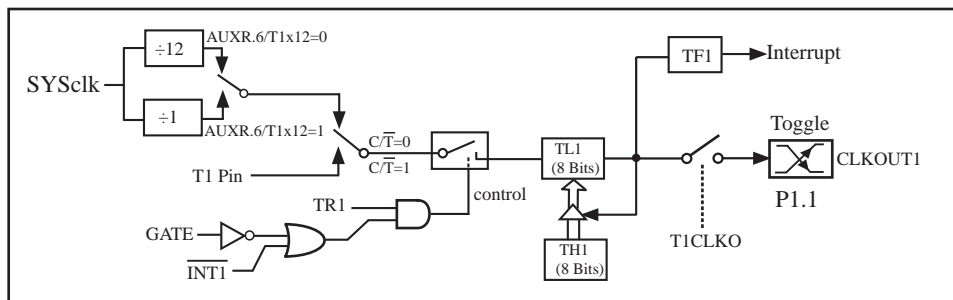 AUXR.6/T1x12=0
÷12
SYSclk
÷1
AUXR.6/T1x12=1
T1 Pin
C/T̅=0
C/T̅=1
TR1
control
GATE
I̅N̅T̅1̅
TL1
(8 Bits)
TH1
(8 Bits)
TF1
Interrupt
Toggle
CLKOUT1
P1.1
T1CLKO